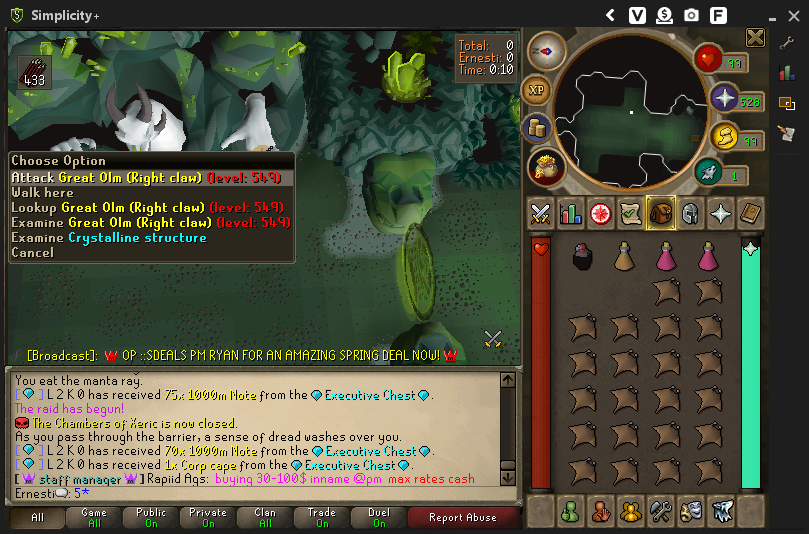 Simplicity+
V
F
433
Total: 0
Ernesti: 0
Time: 0:10
Choose Option
Attack Great Olm (Right claw) (level: 549)
Walk here
Lookup Great Olm (Right claw) (level: 549)
Examine Great Olm (Right claw) (level: 549)
Examine Crystalline structure
Cancel
N
99
XP
528
99
1
[Broadcast]: OP ::SDEALS PM RYAN FOR AN AMAZING SPRING DEAL NOW!
You eat the manta ray.
[ ] L 2 K 0 has received 75x 1000m Note from the Executive Chest .
The raid has begun!
The Chambers of Xeric is now closed.
As you pass through the barrier, a sense of dread washes over you.
[ ] L 2 K 0 has received 70x 1000m Note from the Executive Chest .
[ ] L 2 K 0 has received 1x Corp cape from the Executive Chest .
[ staff manager ] Rapiid Ags: buying 30-100$ inname @pm max rates cash
Ernesti: 5*
All
Game
All
Public
On
Private
On
Clan
All
Trade
On
Duel
On
Report Abuse